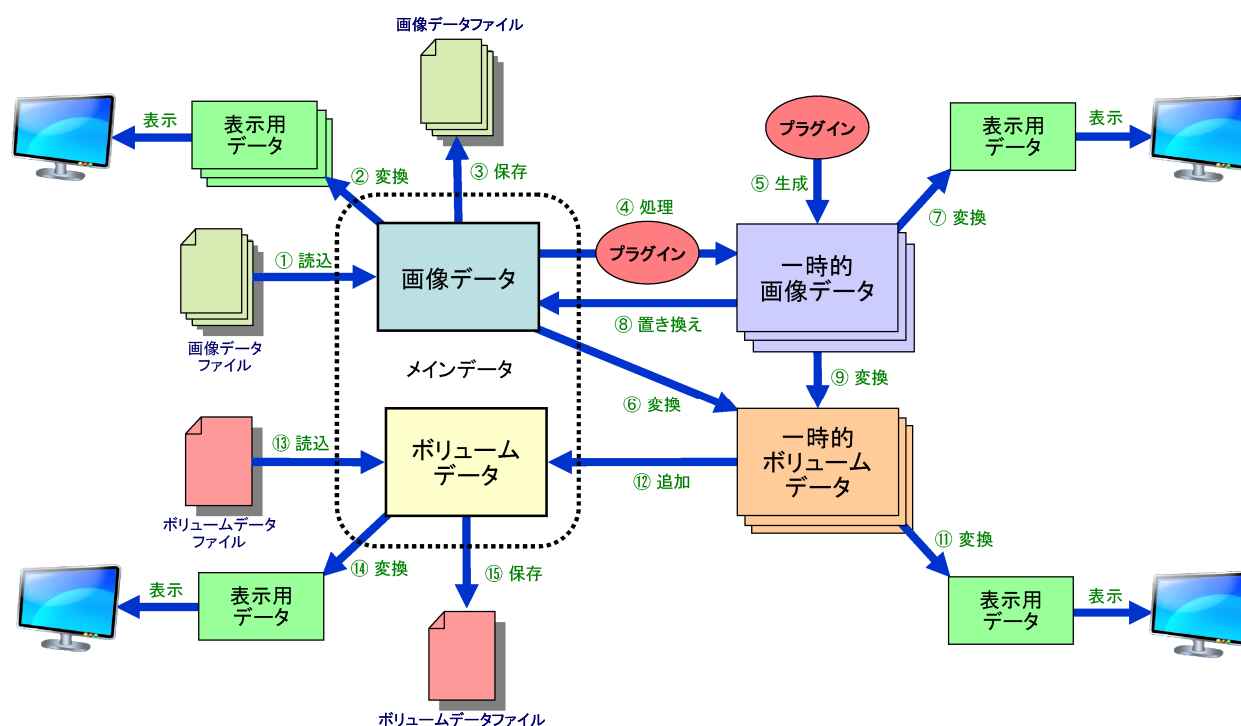 画像データファイル
表示
表示用
データ
② 変換
③ 保存
プラグイン
⑤ 生成
表示用
データ
表示
⑦ 変換
① 読込
画像データ
ファイル
画像データ
④ 処理
プラグイン
一時的
画像データ
⑧ 置き換え
メインデータ
⑥ 変換
⑨ 変換
⑬ 読込
ボリュームデータ
ファイル
ボリューム
データ
⑫ 追加
一時的
ボリューム
データ
⑪ 変換
⑭ 変換
⑮ 保存
表示
表示用
データ
ボリュームデータファイル
表示用
データ
表示